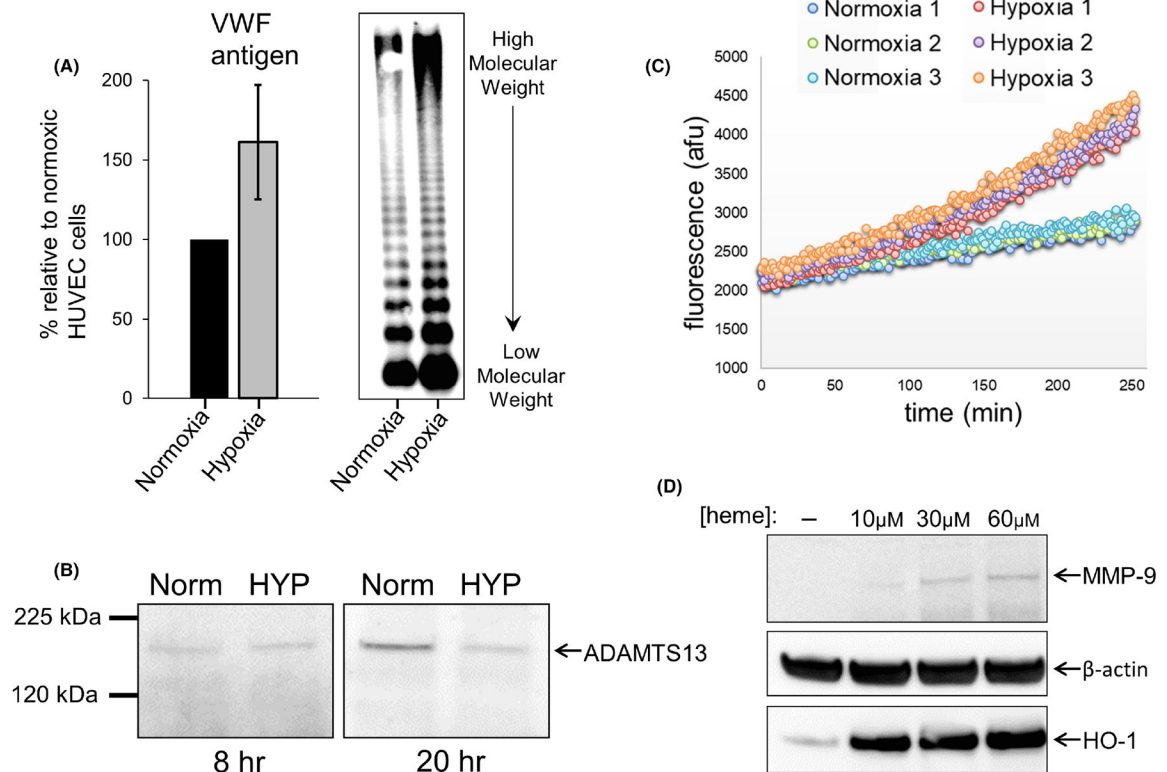 (A)
VWF
antigen
% relative to normoxic
HUVEC cells
200
150
100
50
0
Normoxia
Hypoxia
High
Molecular
Weight
Low
Molecular
Weight
Normoxia
Hypoxia
(B)
Norm HYP
Norm HYP
225 kDa
120 kDa
←ADAMTS13
8 hr
20 hr
(C)
Normoxia 1 Hypoxia 1
Normoxia 2 Hypoxia 2
Normoxia 3 Hypoxia 3
fluorescence (afu)
5000
4500
4000
3500
3000
2500
2000
1500
1000
0 50 100 150 200 250
time (min)
(D)
[heme]: – 10µM 30µM 60µM
←MMP-9
←β-actin
←HO-1